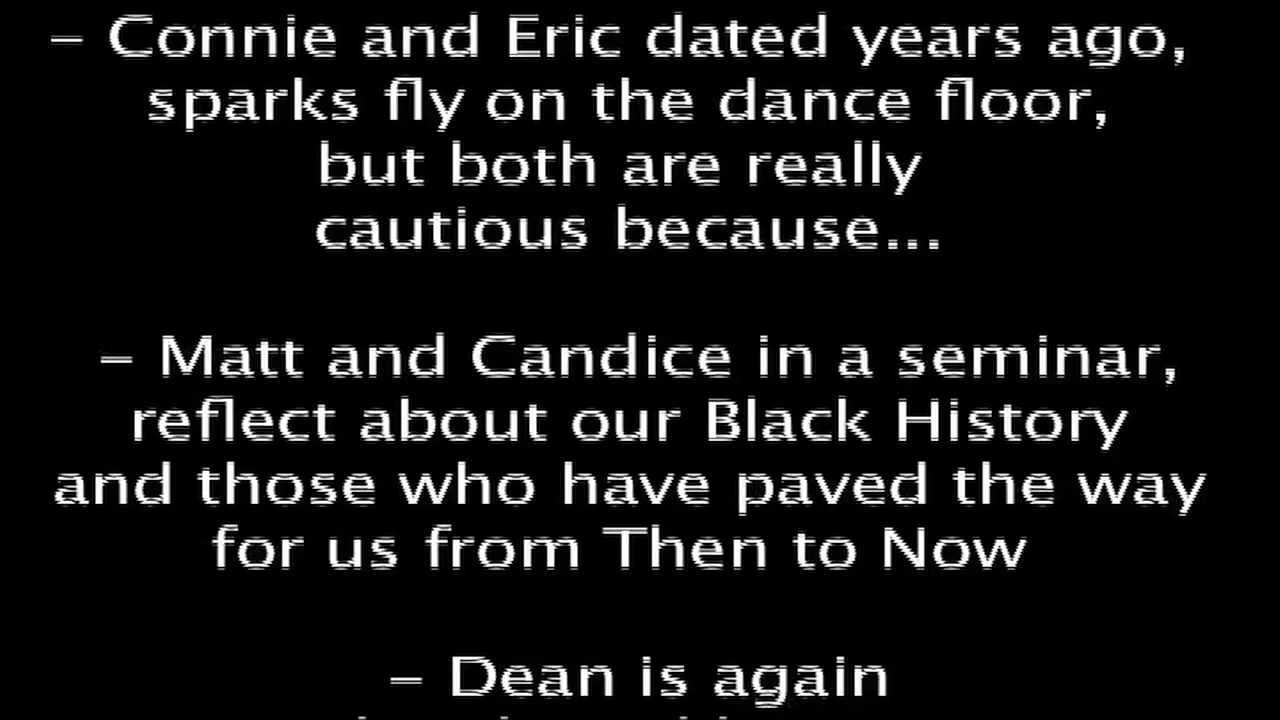 – Connie and Eric dated years ago,
sparks fly on the dance floor,
but both are really
cautious because...
– Matt and Candice in a seminar,
reflect about our Black History
and those who have paved the way
for us from Then to Now
– Dean is again